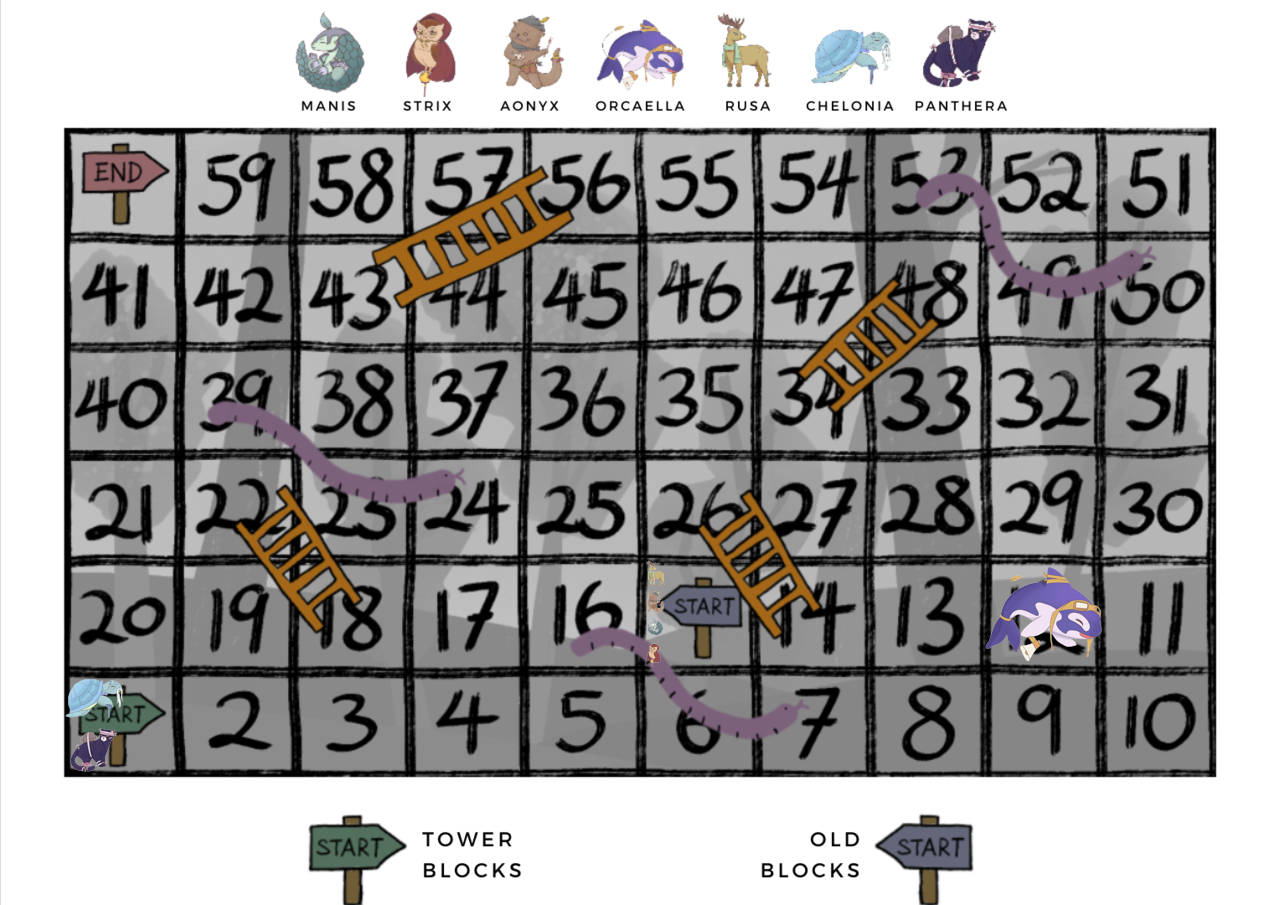 MANIS STRIX AONYX ORCAELLA RUSA CHELONIA PANTHERA
END 59 58 57 56 55 54 53 52 51
41 42 43 44 45 46 47 48 49 50
40 39 38 37 36 35 34 33 32 31
21 22 23 24 25 26 27 28 29 30
20 19 18 17 16 START 14 13 11
START 2 3 4 5 6 7 8 9 10
START TOWER BLOCKS
OLD BLOCKS START